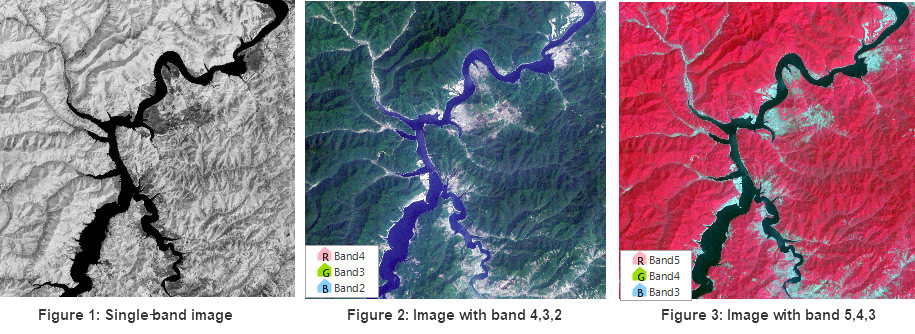 R Band4
G Band3
B Band2
R Band5
G Band4
B Band3
Figure 1: Single-band image
Figure 2: Image with band 4,3,2
Figure 3: Image with band 5,4,3